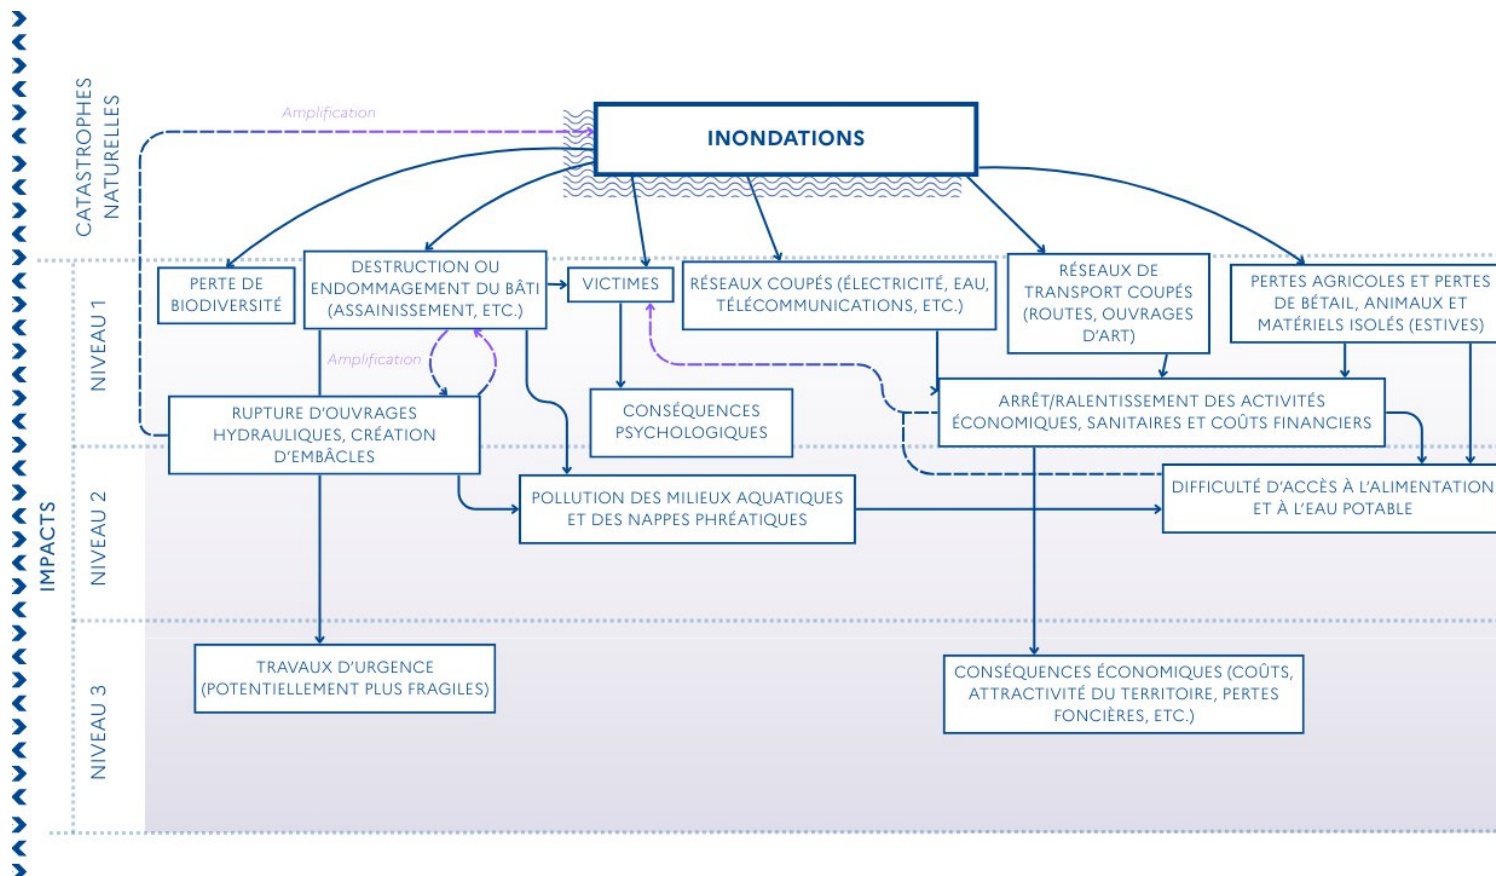 CATASTROPHES
NATURELLES
Amplification
INONDATIONS
IMPACTS
NIVEAU 1
PERTE DE
BIODIVERSITÉ
DESTRUCTION OU
ENDOMMAGEMENT DU BÂTI
(ASSAINISSEMENT, ETC.)
VICTIMES
RÉSEAUX COUPÉS (ÉLECTRICITÉ, EAU,
TÉLÉCOMMUNICATIONS, ETC.)
RÉSEAUX DE
TRANSPORT COUPÉS
(ROUTES, OUVRAGES
D'ART)
PERTES AGRICOLES ET PERTES
DE BÉTAIL, ANIMAUX ET
MATÉRIELS ISOLÉS (ESTIVES)
Amplification
RUPTURE D'OUVRAGES
HYDRAULIQUES, CRÉATION
D'EMBÂCLES
CONSÉQUENCES
PSYCHOLOGIQUES
ARRÊT/RALENTISSEMENT DES ACTIVITÉS
ÉCONOMIQUES, SANITAIRES ET COÛTS FINANCIERS
NIVEAU 2
POLLUTION DES MILIEUX AQUATIQUES
ET DES NAPPES PHRÉATIQUES
DIFFICULTÉ D'ACCÈS À L'ALIMENTATION
ET À L'EAU POTABLE
NIVEAU 3
TRAVAUX D'URGENCE
(POTENTIELLEMENT PLUS FRAGILES)
CONSÉQUENCES ÉCONOMIQUES (COÛTS,
ATTRACTIVITÉ DU TERRITOIRE, PERTES
FONCIÈRES, ETC.)